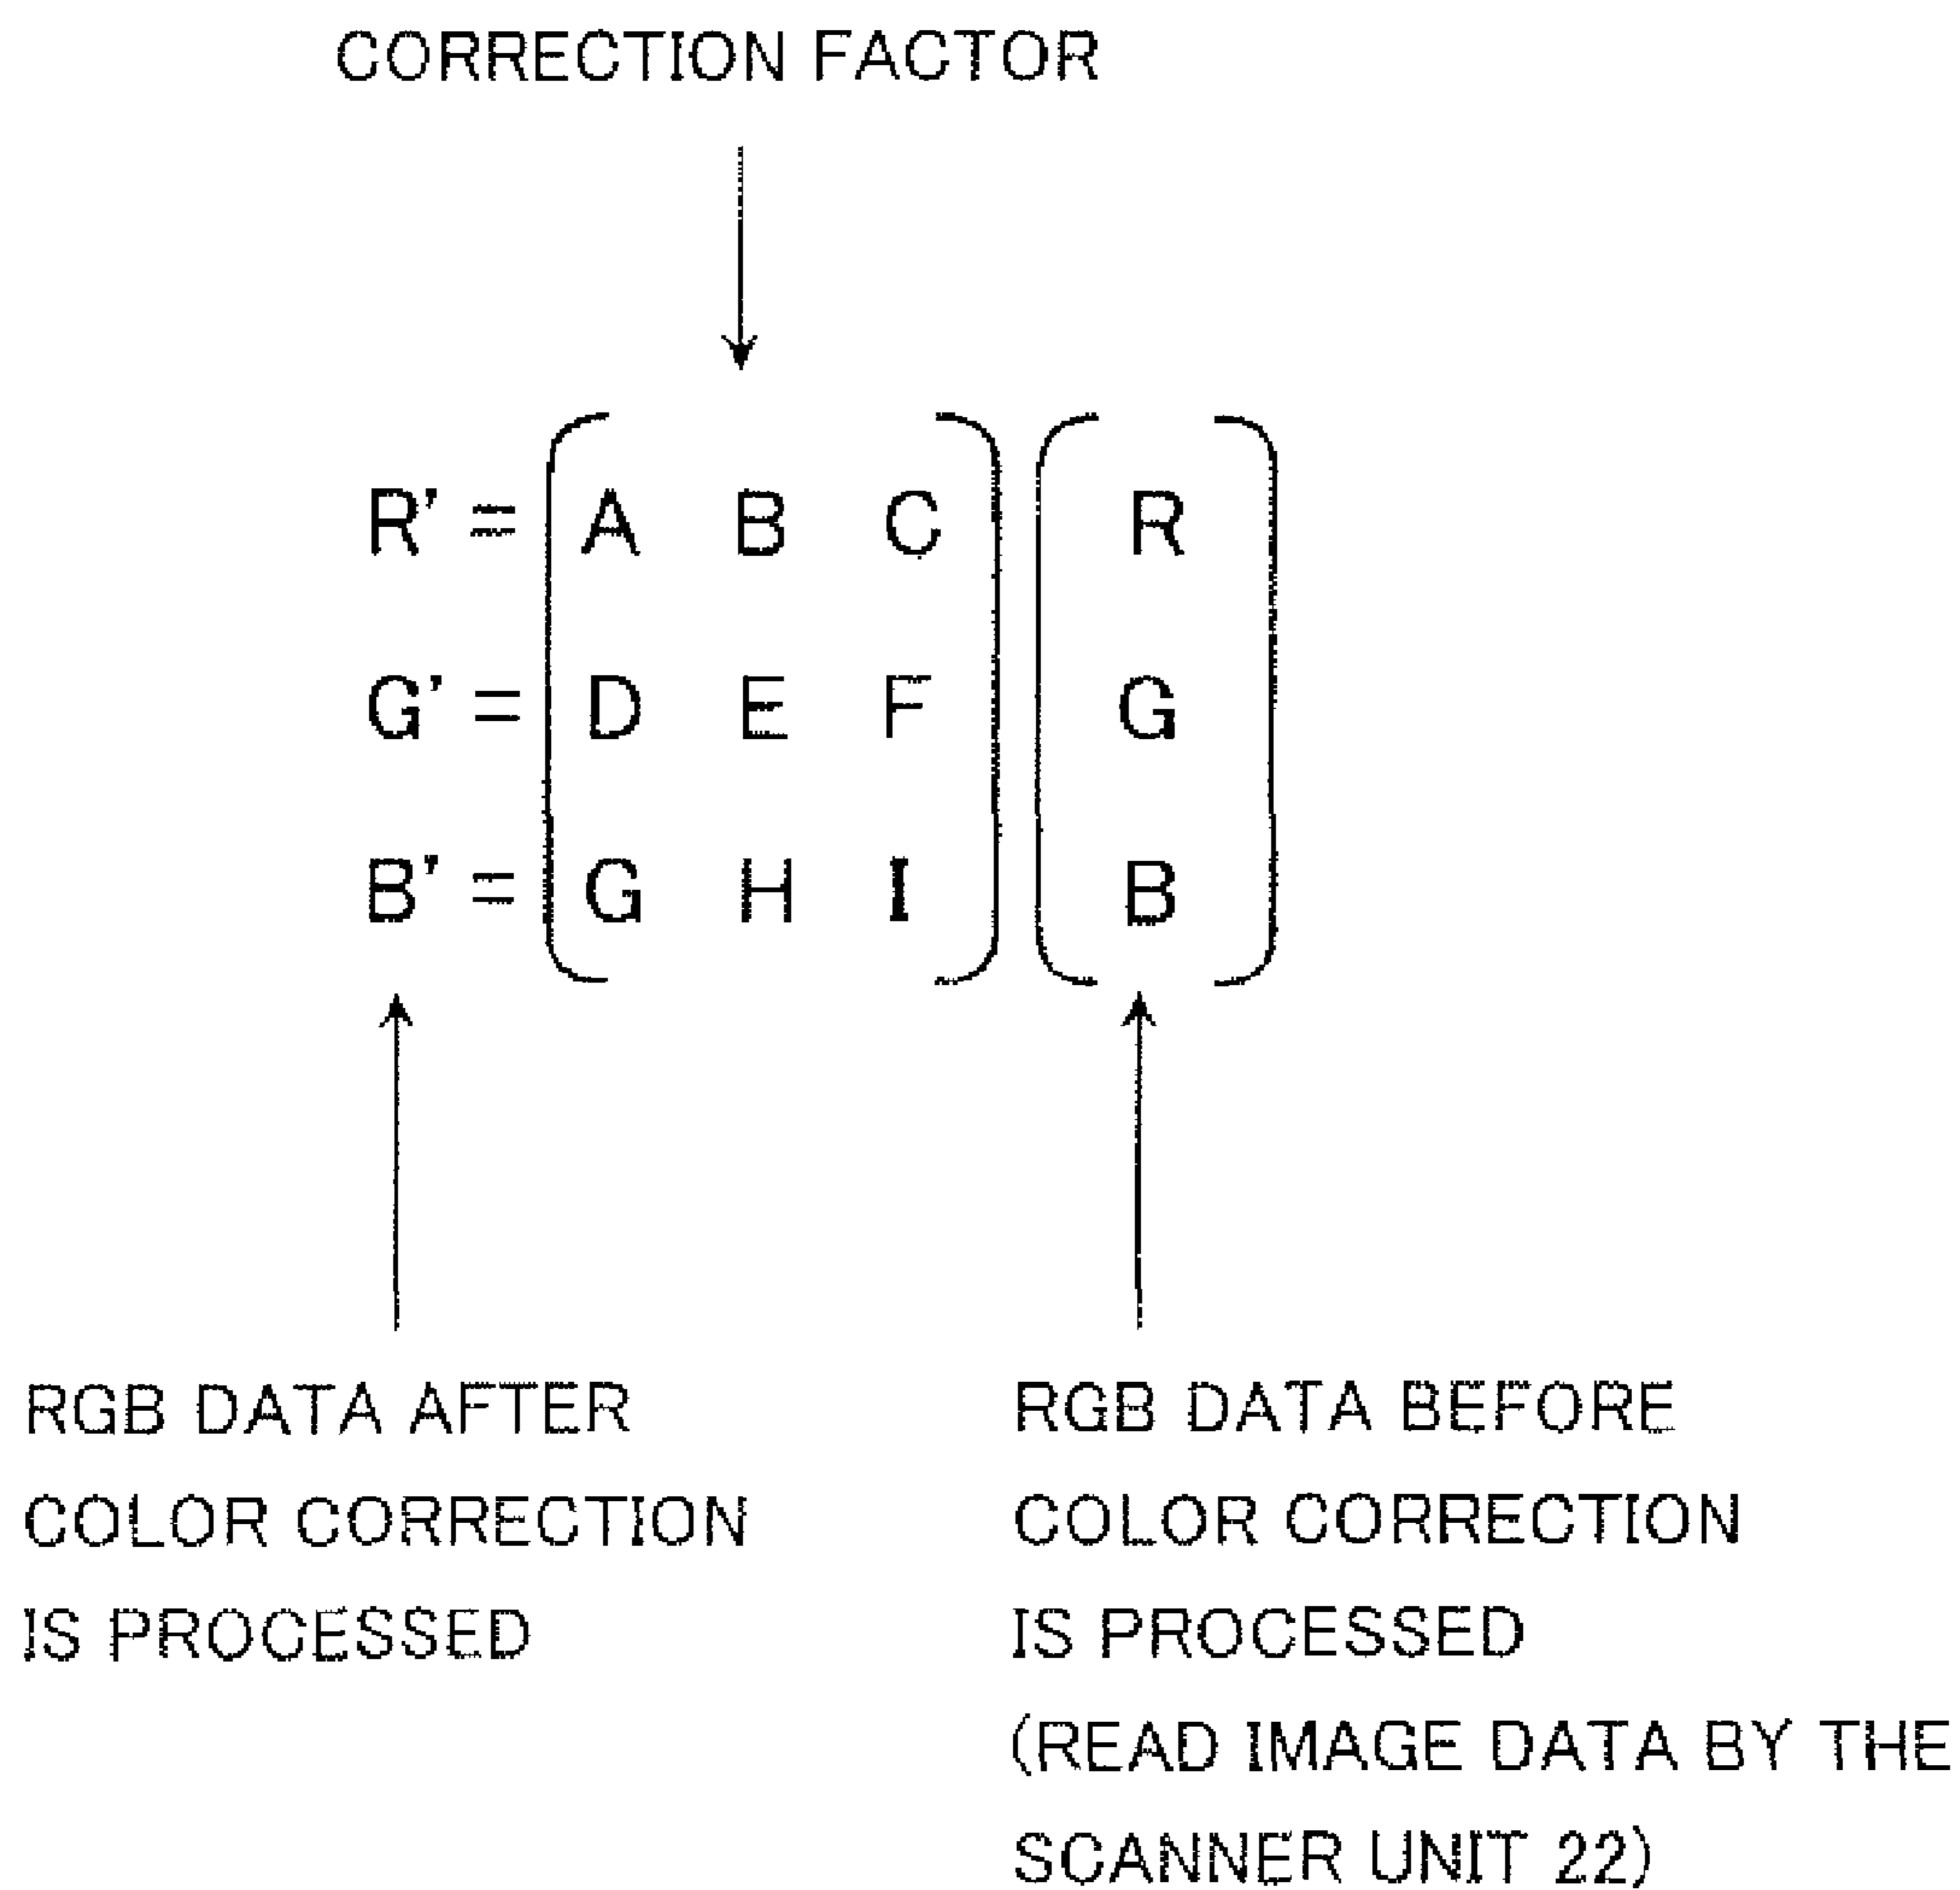 CORRECTION FACTOR
R' = A B C R
G' = D E F G
B' = G H I B
RGB DATA AFTER
COLOR CORRECTION
IS PROCESSED
RGB DATA BEFORE
COLOR CORRECTION
IS PROCESSED
(READ IMAGE DATA BY THE
SCANNER UNIT 22)